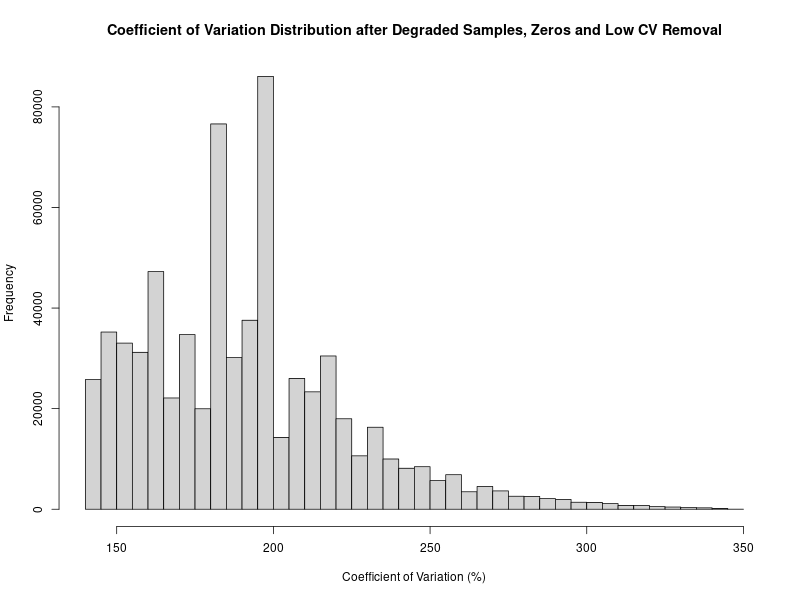 Coefficient of Variation Distribution after Degraded Samples, Zeros and Low CV Removal
Frequency
80000
60000
40000
20000
0
150 200 250 300 350
Coefficient of Variation (%)